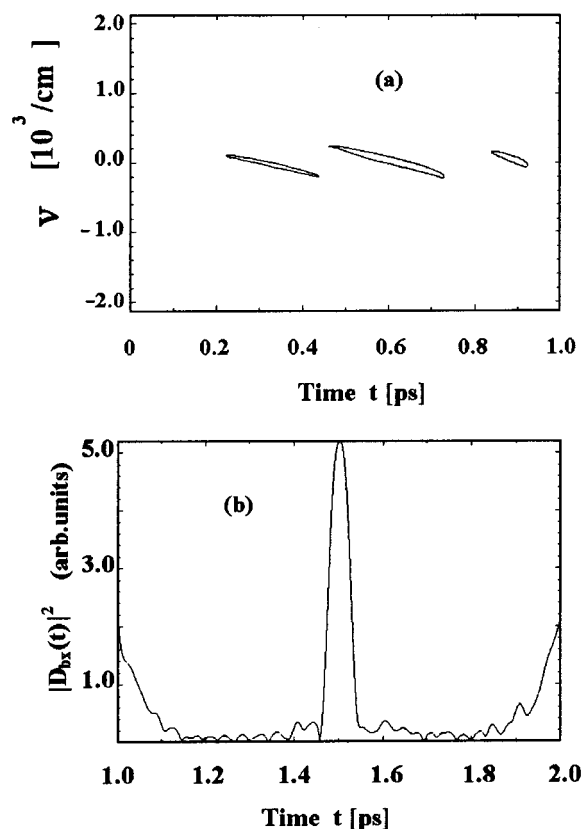 2.0
(a)
1.0
0.0
-1.0
-2.0
V [10^3/cm]
0 0.2 0.4 0.6 0.8 1.0
Time t [ps]
5.0
(b)
3.0
1.0
|D_bx(t)|^2 (arb.units)
1.0 1.2 1.4 1.6 1.8 2.0
Time t [ps]